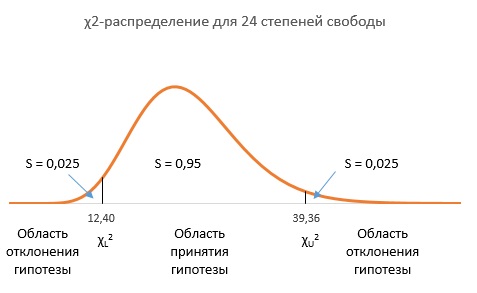 χ2-распределение для 24 степеней свободы
S = 0,025
S = 0,95
S = 0,025
12,40
39,36
χL²
χU²
Область
отклонения
гипотезы
Область
принятия
гипотезы
Область
отклонения
гипотезы